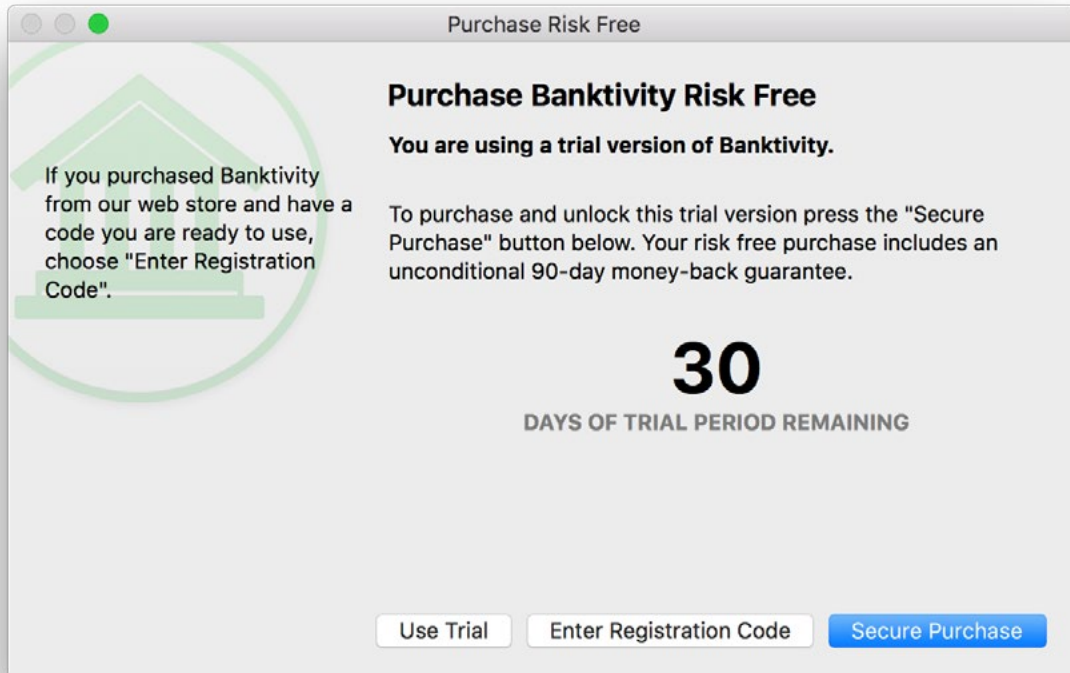 Purchase Risk Free
If you purchased Banktivity
from our web store and have a
code you are ready to use,
choose "Enter Registration
Code".
Purchase Banktivity Risk Free
You are using a trial version of Banktivity.
To purchase and unlock this trial version press the "Secure
Purchase" button below. Your risk free purchase includes an
unconditional 90-day money-back guarantee.
30
DAYS OF TRIAL PERIOD REMAINING
Use Trial
Enter Registration Code
Secure Purchase